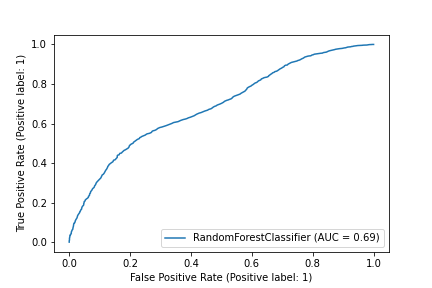 1.0
0.8
0.6
0.4
0.2
0.0
True Positive Rate (Positive label: 1)
RandomForestClassifier (AUC = 0.69)
0.0 0.2 0.4 0.6 0.8 1.0
False Positive Rate (Positive label: 1)